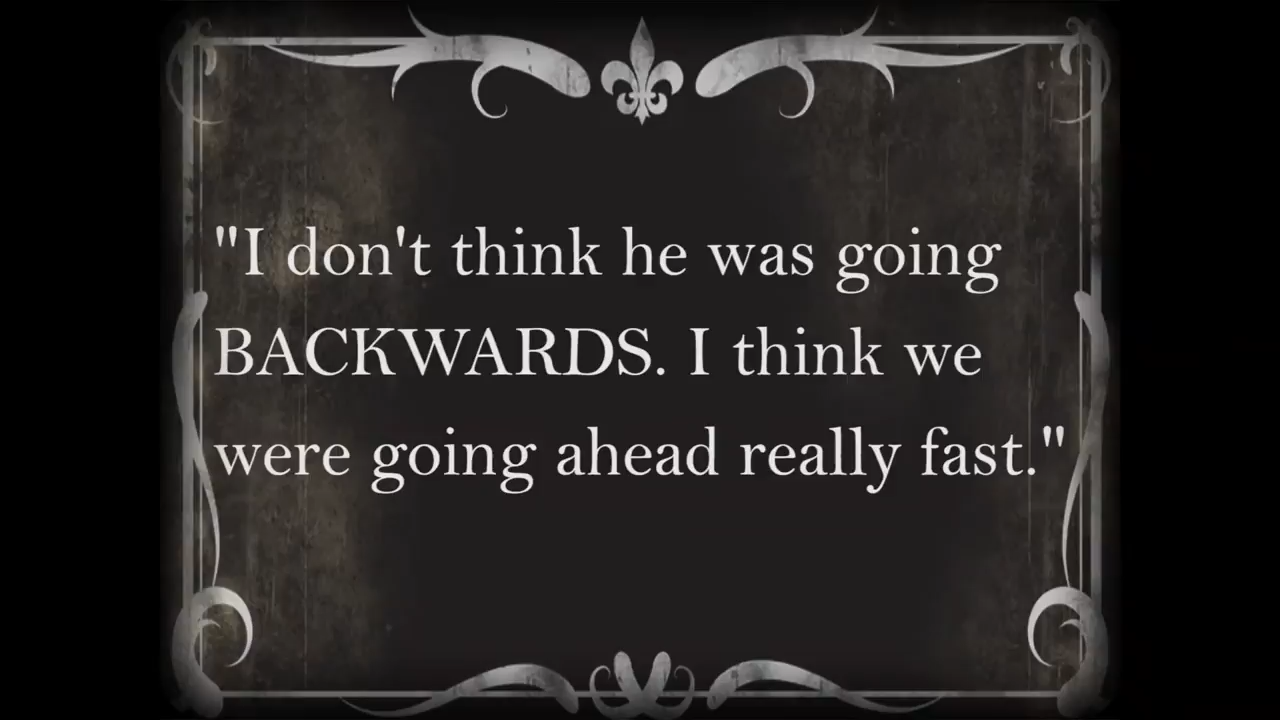 "I don't think he was going
BACKWARDS. I think we
were going ahead really fast."